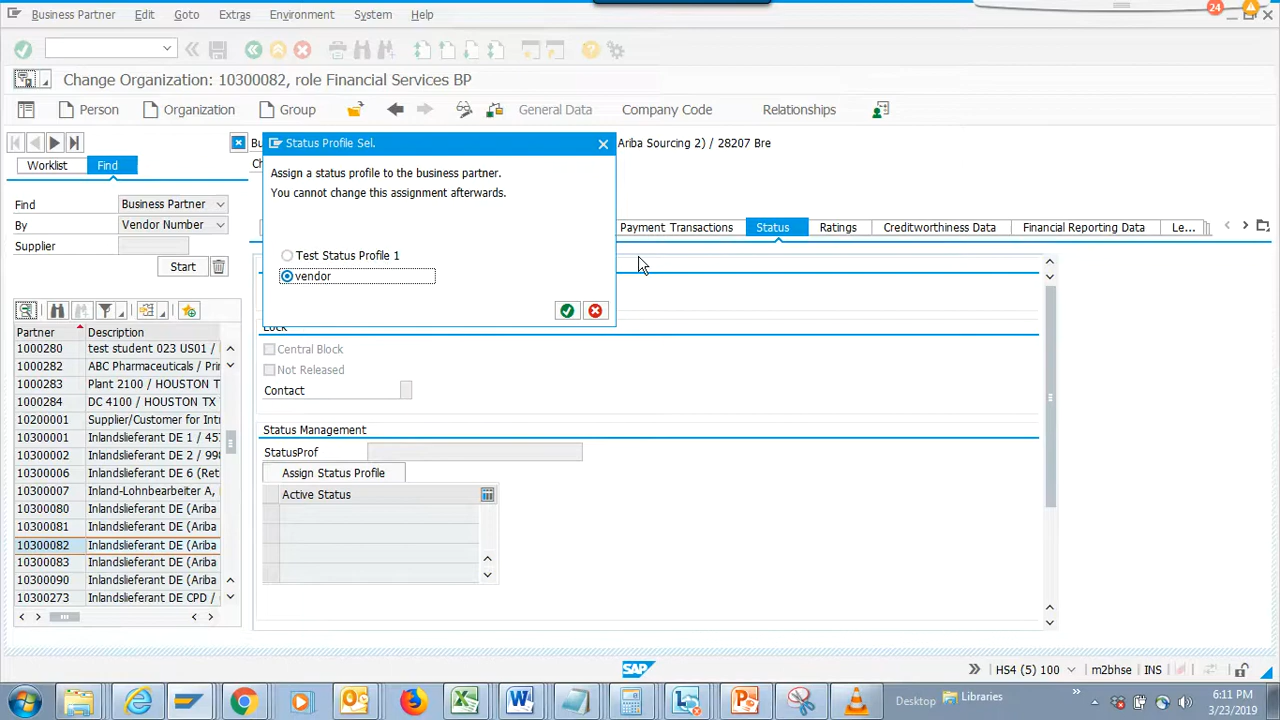 24
Business Partner Edit Goto Extras Environment System Help
Change Organization: 10300082, role Financial Services BP
Person Organization Group General Data Company Code Relationships
Status Profile Sel.
Bu
Ariba Sourcing 2) / 28207 Bre
Worklist Find
Ch
Assign a status profile to the business partner.
You cannot change this assignment afterwards.
Find Business Partner
By Vendor Number
Supplier
Start
Payment Transactions Status Ratings Creditworthiness Data Financial Reporting Data Le...
Test Status Profile 1
vendor
Lock
Central Block
Not Released
Contact
Status Management
StatusProf
Assign Status Profile
Active Status
Partner Description
1000280 test student 023 US01 /
1000282 ABC Pharmaceuticals / Pri
1000283 Plant 2100 / HOUSTON T
1000284 DC 4100 / HOUSTON TX
10200001 Supplier/Customer for Int
10300001 Inlandslieferant DE 1 / 45
10300002 Inlandslieferant DE 2 / 998
10300006 Inlandslieferant DE 6 (Ret
10300007 Inland-Lohnbearbeiter A,
10300080 Inlandslieferant DE (Ariba
10300081 Inlandslieferant DE (Ariba
10300082 Inlandslieferant DE (Ariba
10300083 Inlandslieferant DE (Ariba
10300090 Inlandslieferant DE (Ariba
10300273 Inlandslieferant DE CPD /
SAP
HS4 (5) 100 m2bhse INS
Desktop Libraries
6:11 PM
3/23/2019